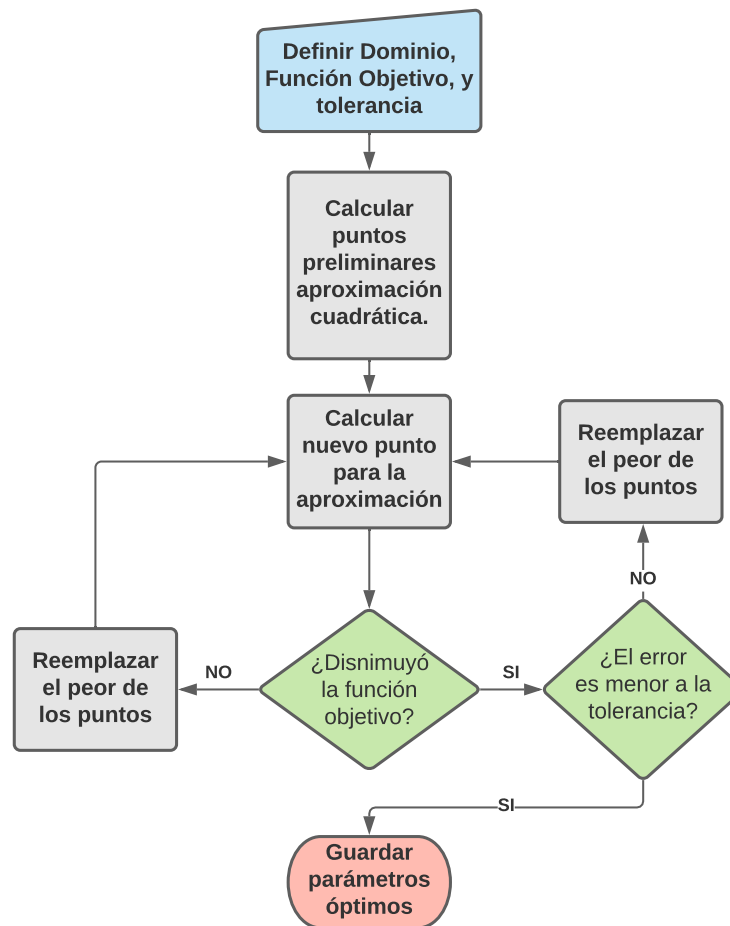 Definir Dominio,
Función Objetivo, y
tolerancia
Calcular
puntos
preliminares
aproximación
cuadrática.
Calcular
nuevo punto
para la
aproximación
Reemplazar
el peor de
los puntos
NO
¿Disnimuyó
la función
objetivo?
SI
¿El error
es menor a la
tolerancia?
NO
Reemplazar
el peor de
los puntos
SI
Guardar
parámetros
óptimos